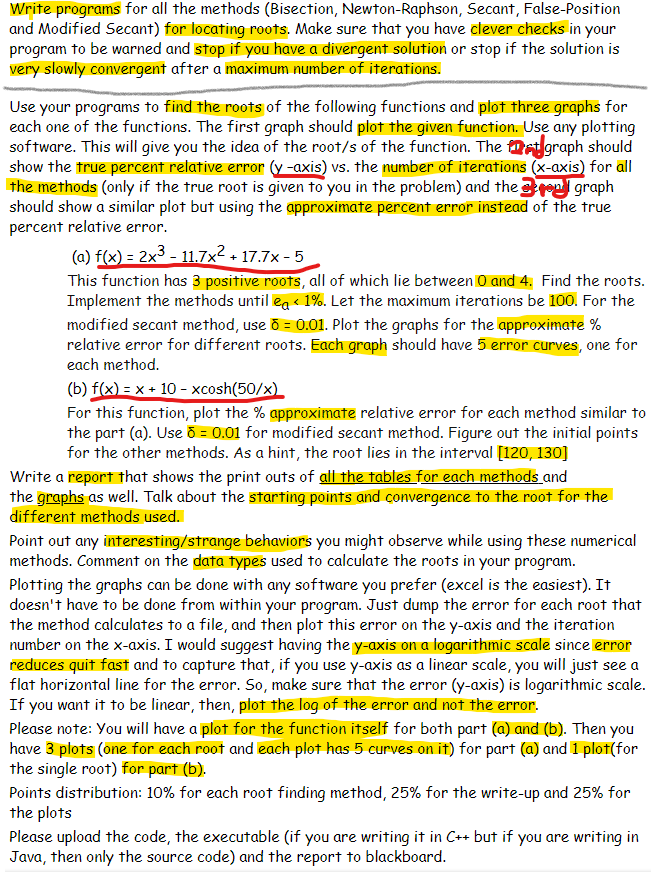 Write programs for all the methods (Bisection, Newton-Raphson, Secant, False-Position
and Modified Secant) for locating roots. Make sure that you have clever checks in your
program to be warned and stop if you have a divergent solution or stop if the solution is
very slowly convergent after a maximum number of iterations.
Use your programs to find the roots of the following functions and plot three graphs for
each one of the functions. The first graph should plot the given function. Use any plotting
software. This will give you the idea of the root/s of the function. The 2nd graph should
show the true percent relative error (y -axis) vs. the number of iterations (x-axis) for all
the methods (only if the true root is given to you in the problem) and the 3rd graph
should show a similar plot but using the approximate percent error instead of the true
percent relative error.
(a) f(x) = 2x³ - 11.7x² + 17.7x - 5
This function has 3 positive roots, all of which lie between 0 and 4. Find the roots.
Implement the methods until eₐ < 1%. Let the maximum iterations be 100. For the
modified secant method, use δ = 0.01. Plot the graphs for the approximate %
relative error for different roots. Each graph should have 5 error curves, one for
each method.
(b) f(x) = x + 10 - xcosh(50/x)
For this function, plot the % approximate relative error for each method similar to
the part (a). Use δ = 0.01 for modified secant method. Figure out the initial points
for the other methods. As a hint, the root lies in the interval [120, 130]
Write a report that shows the print outs of all the tables for each methods and
the graphs as well. Talk about the starting points and convergence to the root for the
different methods used.
Point out any interesting/strange behaviors you might observe while using these numerical
methods. Comment on the data types used to calculate the roots in your program.
Plotting the graphs can be done with any software you prefer (excel is the easiest). It
doesn't have to be done from within your program. Just dump the error for each root that
the method calculates to a file, and then plot this error on the y-axis and the iteration
number on the x-axis. I would suggest having the y-axis on a logarithmic scale since error
reduces quit fast and to capture that, if you use y-axis as a linear scale, you will just see a
flat horizontal line for the error. So, make sure that the error (y-axis) is logarithmic scale.
If you want it to be linear, then, plot the log of the error and not the error.
Please note: You will have a plot for the function itself for both part (a) and (b). Then you
have 3 plots (one for each root and each plot has 5 curves on it) for part (a) and 1 plot(for
the single root) for part (b).
Points distribution: 10% for each root finding method, 25% for the write-up and 25% for
the plots
Please upload the code, the executable (if you are writing it in C++ but if you are writing in
Java, then only the source code) and the report to blackboard.